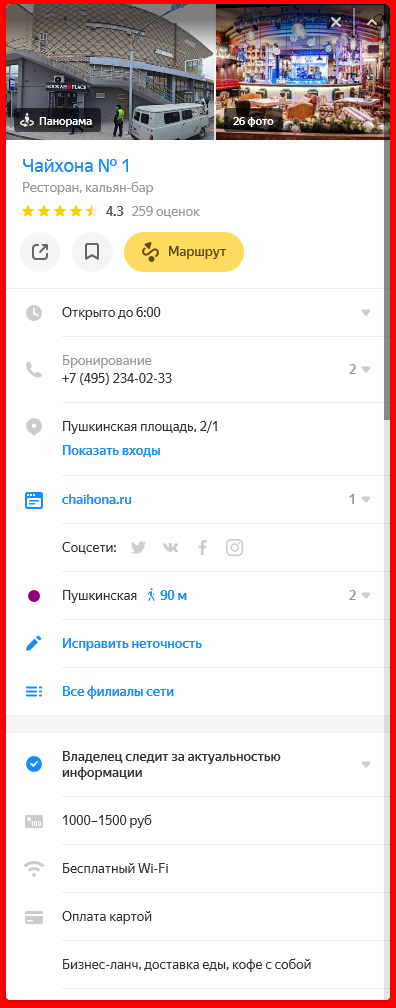 Панорама
26 фото
Чайхона № 1
Ресторан, кальян-бар
4.3 259 оценок
Маршрут
Открыто до 6:00
Бронирование
+7 (495) 234-02-33
2
Пушкинская площадь, 2/1
Показать входы
chaihona.ru
1
Соцсети:
Пушкинская 90 м
2
Исправить неточность
Все филиалы сети
Владелец следит за актуальностью
информации
100
1000–1500 руб
Бесплатный Wi-Fi
Оплата картой
Бизнес-ланч, доставка еды, кофе с собой